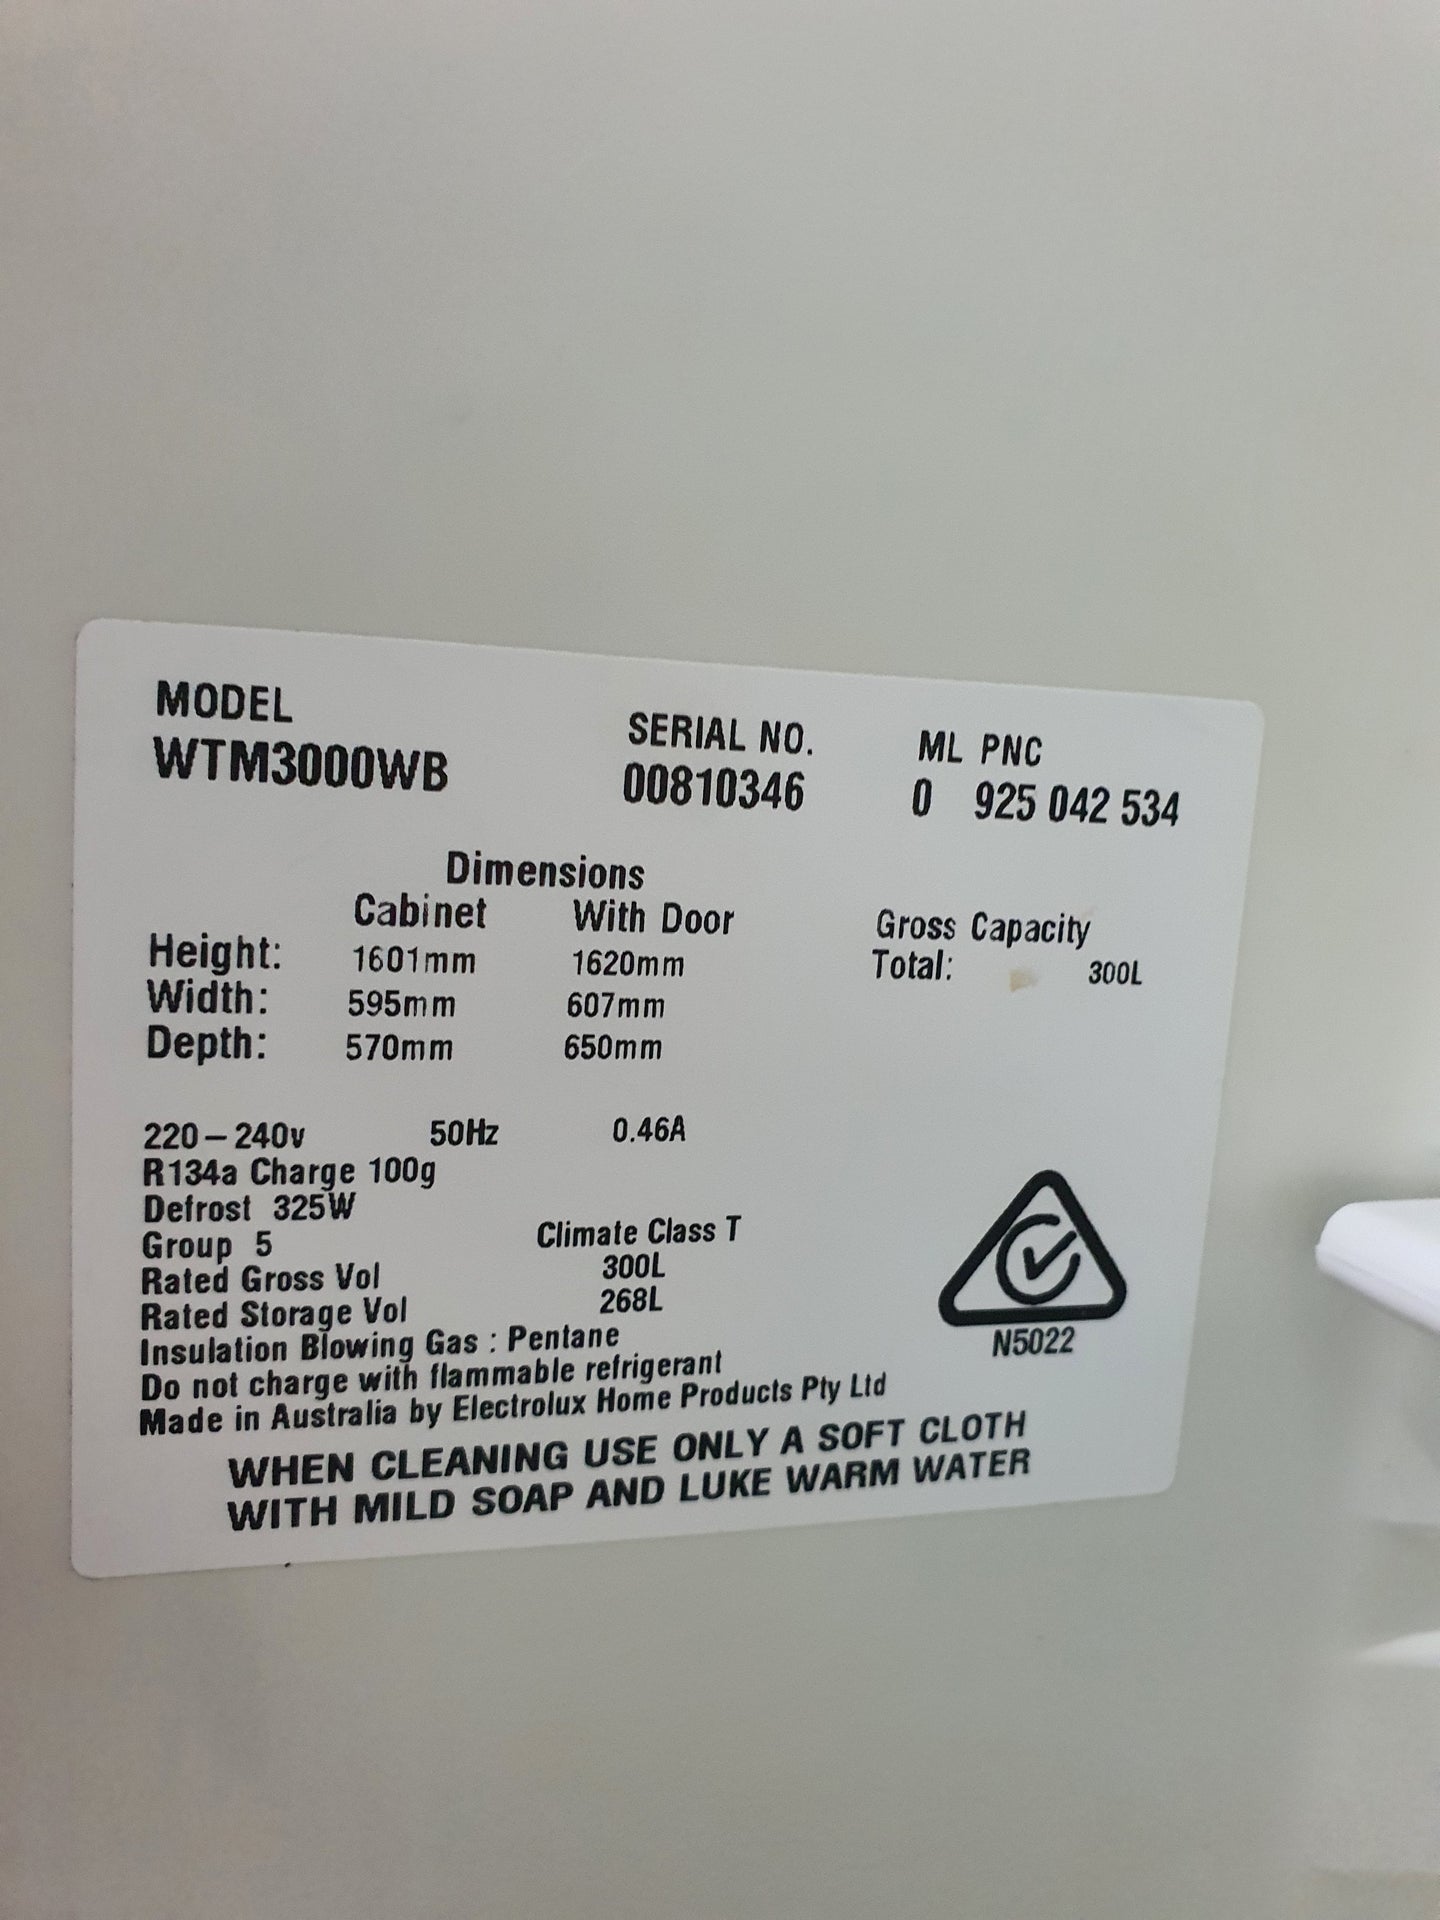 MODEL SERIAL NO. ML PNC
WTM3000WB 00810346 0 925 042 534
Dimensions
Cabinet With Door Gross Capacity
Height: 1601mm 1620mm Total: 300L
Width: 595mm 607mm
Depth: 570mm 650mm
220–240v 50Hz 0.46A
R134a Charge 100g
Defrost 325W
Group 5 Climate Class T
Rated Gross Vol 300L
Rated Storage Vol 268L
Insulation Blowing Gas : Pentane
N5022
Do not charge with flammable refrigerant
Made in Australia by Electrolux Home Products Pty Ltd
WHEN CLEANING USE ONLY A SOFT CLOTH
WITH MILD SOAP AND LUKE WARM WATER